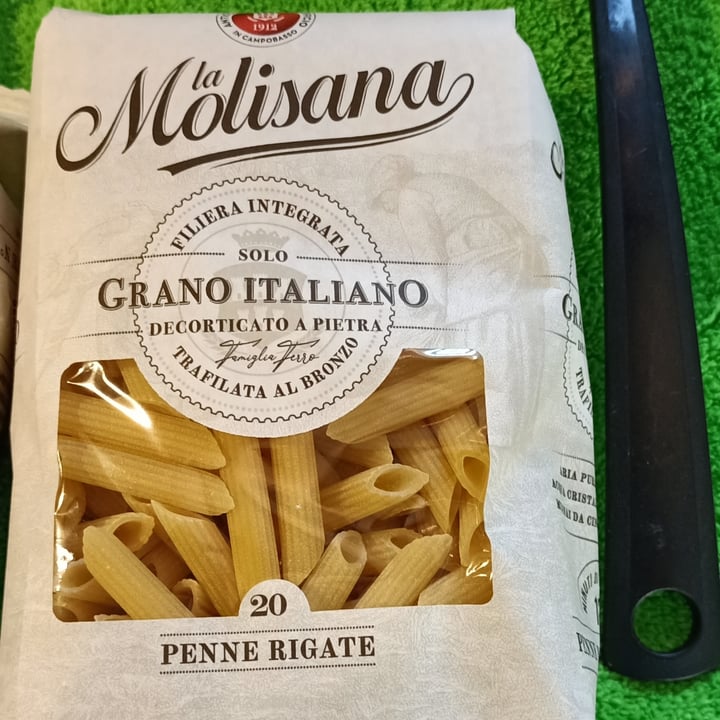 1912
IN CAMPOBASSO
la
Molisana
FILIERA INTEGRATA
SOLO
GRANO ITALIANO
DECORTICATO A PIETRA
Famiglia Ferro
TRAFILATA AL BRONZO
20
PENNE RIGATE